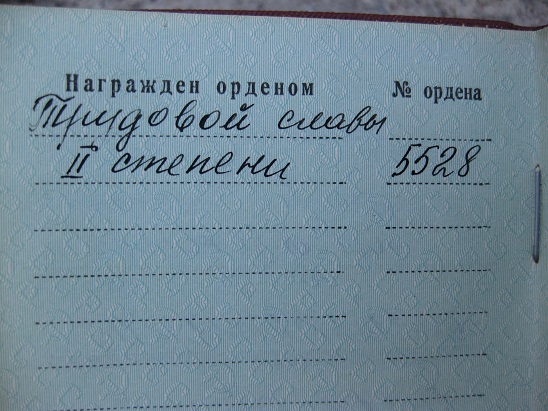 Награжден орденом № ордена
Трудовой славы
II степени 5528